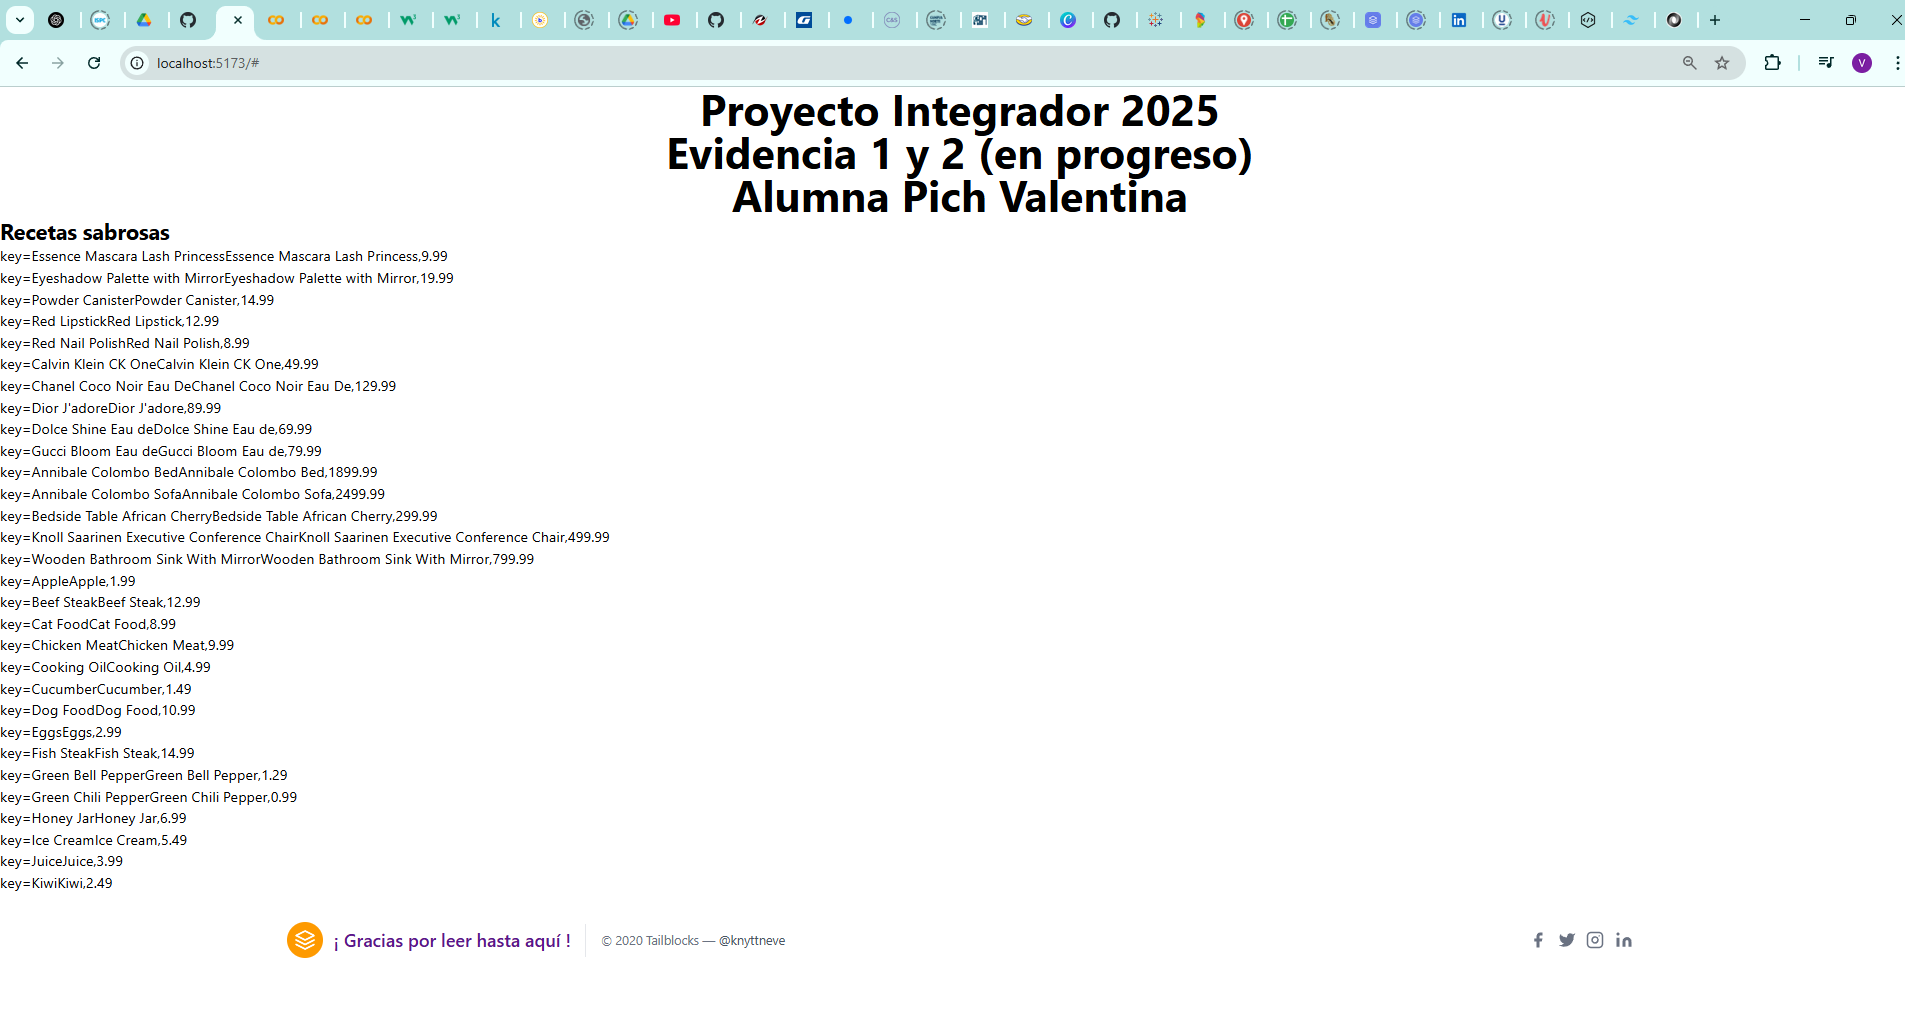 localhost:5173/#
V
Proyecto Integrador 2025
Evidencia 1 y 2 (en progreso)
Alumna Pich Valentina
Recetas sabrosas
key=Essence Mascara Lash PrincessEssence Mascara Lash Princess,9.99
key=Eyeshadow Palette with MirrorEyeshadow Palette with Mirror,19.99
key=Powder CanisterPowder Canister,14.99
key=Red LipstickRed Lipstick,12.99
key=Red Nail PolishRed Nail Polish,8.99
key=Calvin Klein CK OneCalvin Klein CK One,49.99
key=Chanel Coco Noir Eau DeChanel Coco Noir Eau De,129.99
key=Dior J'adoreDior J'adore,89.99
key=Dolce Shine Eau deDolce Shine Eau de,69.99
key=Gucci Bloom Eau deGucci Bloom Eau de,79.99
key=Annibale Colombo BedAnnibale Colombo Bed,1899.99
key=Annibale Colombo SofaAnnibale Colombo Sofa,2499.99
key=Bedside Table African CherryBedside Table African Cherry,299.99
key=Knoll Saarinen Executive Conference ChairKnoll Saarinen Executive Conference Chair,499.99
key=Wooden Bathroom Sink With MirrorWooden Bathroom Sink With Mirror,799.99
key=AppleApple,1.99
key=Beef SteakBeef Steak,12.99
key=Cat FoodCat Food,8.99
key=Chicken MeatChicken Meat,9.99
key=Cooking OilCooking Oil,4.99
key=CucumberCucumber,1.49
key=Dog FoodDog Food,10.99
key=EggsEggs,2.99
key=Fish SteakFish Steak,14.99
key=Green Bell PepperGreen Bell Pepper,1.29
key=Green Chili PepperGreen Chili Pepper,0.99
key=Honey JarHoney Jar,6.99
key=Ice CreamIce Cream,5.49
key=JuiceJuice,3.99
key=KiwiKiwi,2.49
¡ Gracias por leer hasta aquí !
© 2020 Tailblocks — @knyttneve